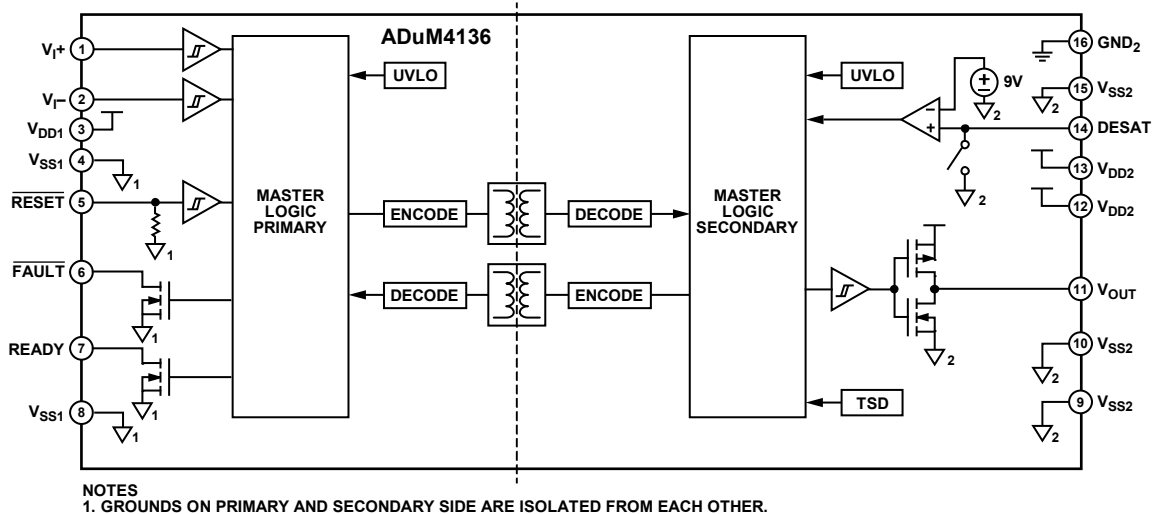 ADuM4136
VI+ 1
VI− 2
VDD1 3
VSS1 4
RESET 5
FAULT 6
READY 7
VSS1 8
1
1
1
1
1
MASTER
LOGIC
PRIMARY
UVLO
ENCODE
DECODE
DECODE
ENCODE
MASTER
LOGIC
SECONDARY
UVLO
TSD
9V
2
2
2
2
2
2
16 GND2
15 VSS2
14 DESAT
13 VDD2
12 VDD2
11 VOUT
10 VSS2
9 VSS2
NOTES
1. GROUNDS ON PRIMARY AND SECONDARY SIDE ARE ISOLATED FROM EACH OTHER.